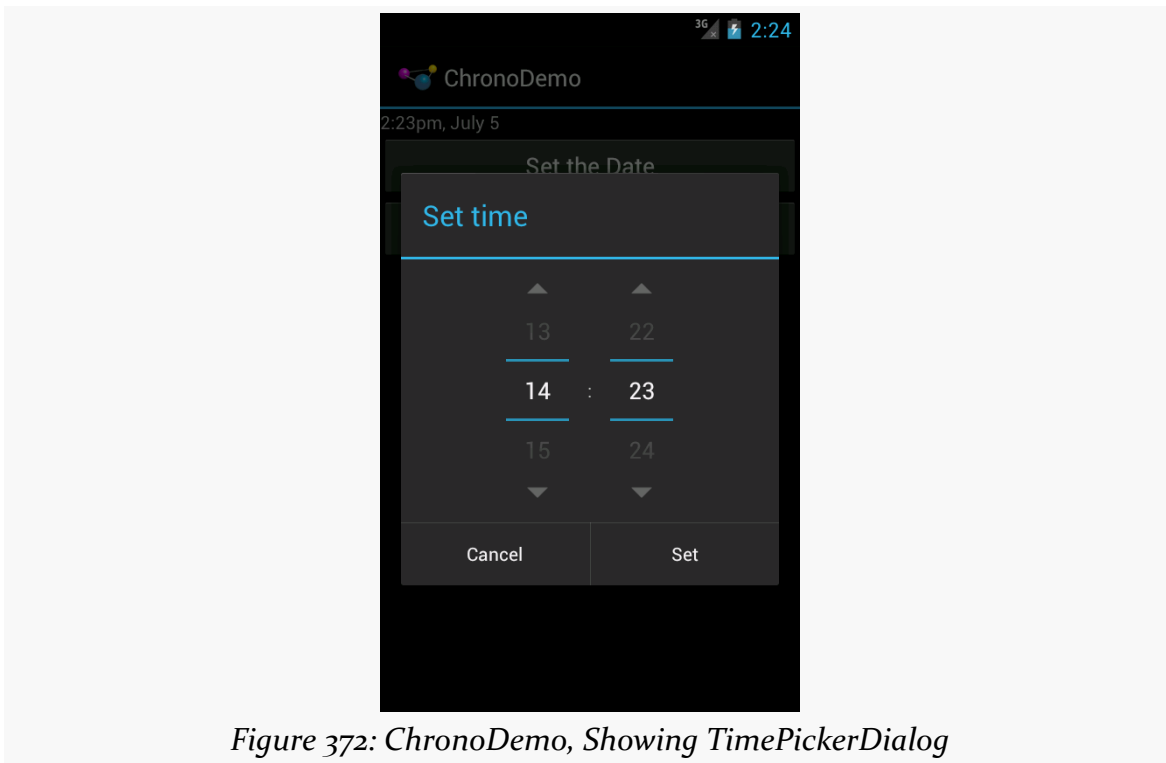 3G 2:24
ChronoDemo
2:23pm, July 5
Set the Date
Set time
13 22
14 : 23
15 24
Cancel Set
Figure 372: ChronoDemo, Showing TimePickerDialog